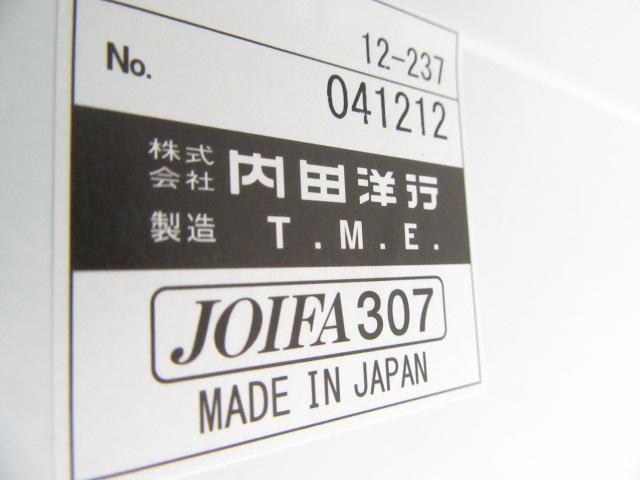 12-237
No. 041212
株式会社 内田洋行
製造 T.M.E.
JOIFA 307
MADE IN JAPAN